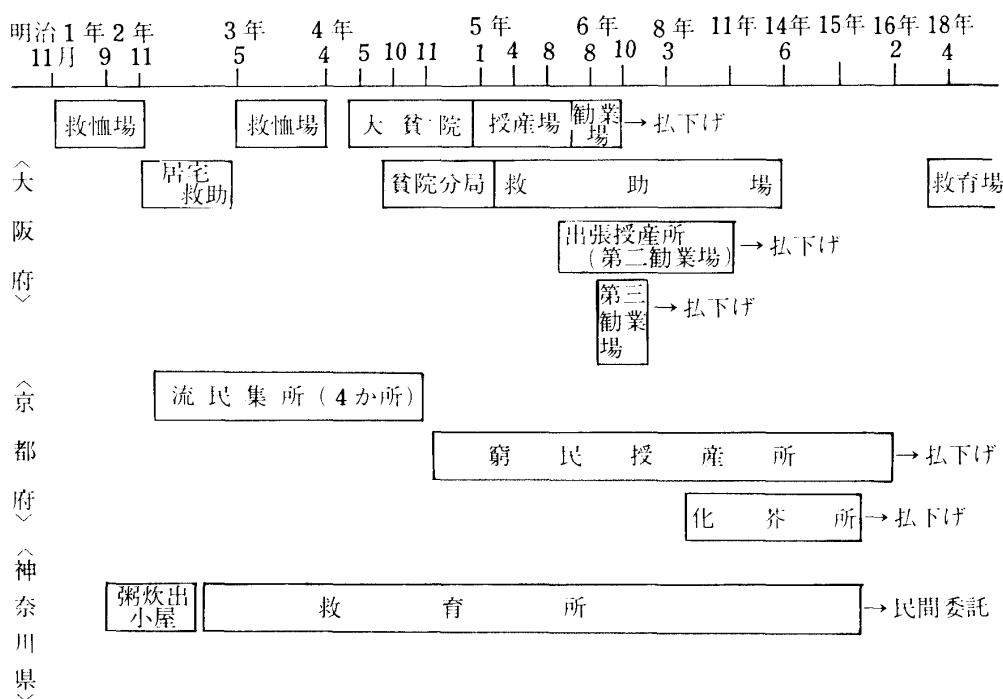 明治1年 2年 3年 4年 5年 6年 8年 11年 14年 15年 16年 18年
11月 9 11 5 4 5 10 11 1 4 8 8 10 3 6 2 4
〈大阪府〉
救恤場 救恤場 大貧院 授産場 勧業場 → 払下げ
居宅救助 貧院分局 救助場 救育場
出張授産所
(第二勧業場) → 払下げ
第三勧業場 → 払下げ
〈京都府〉
流民集所(4か所)
窮民授産所 → 払下げ
化芥所 → 払下げ
〈神奈川県〉
粥炊出小屋 救育所 → 民間委託